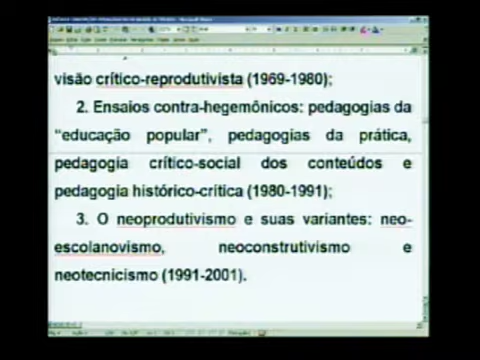 visão crítico-reprodutivista (1969-1980);
2. Ensaios contra-hegemônicos: pedagogias da
“educação popular”, pedagogias da prática,
pedagogia crítico-social dos conteúdos e
pedagogia histórico-crítica (1980-1991);
3. O neoprodutivismo e suas variantes: neo-
escolanovismo, neoconstrutivismo e
neotecnicismo (1991-2001).